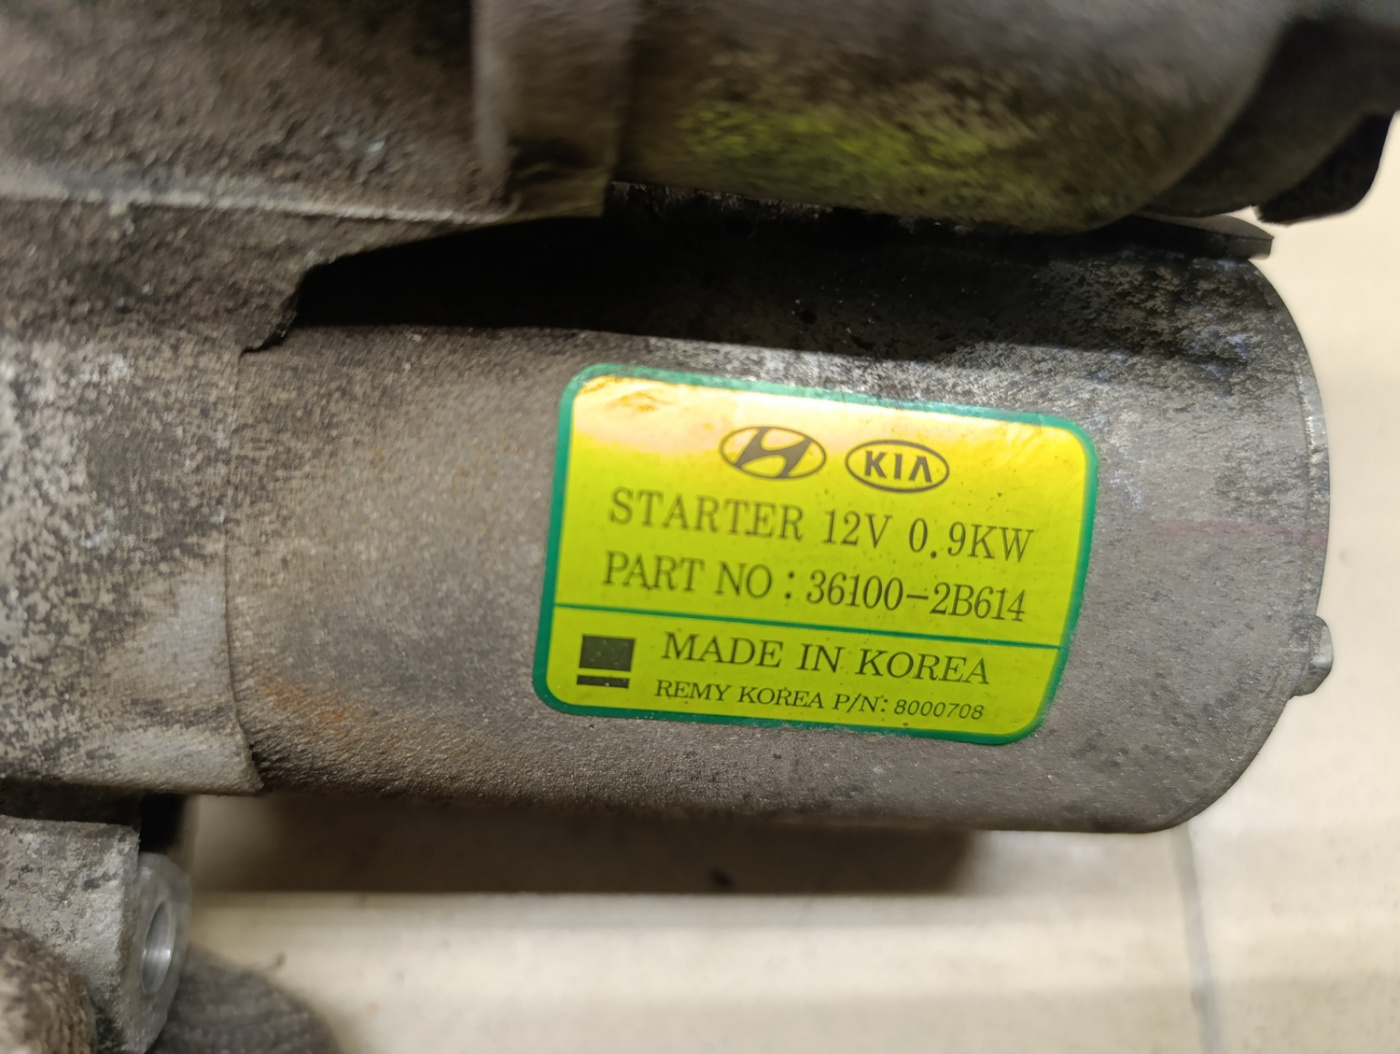 KIA
STARTER 12V 0.9KW
PART NO : 36100-2B614
MADE IN KOREA
REMY KOREA P/N: 8000708